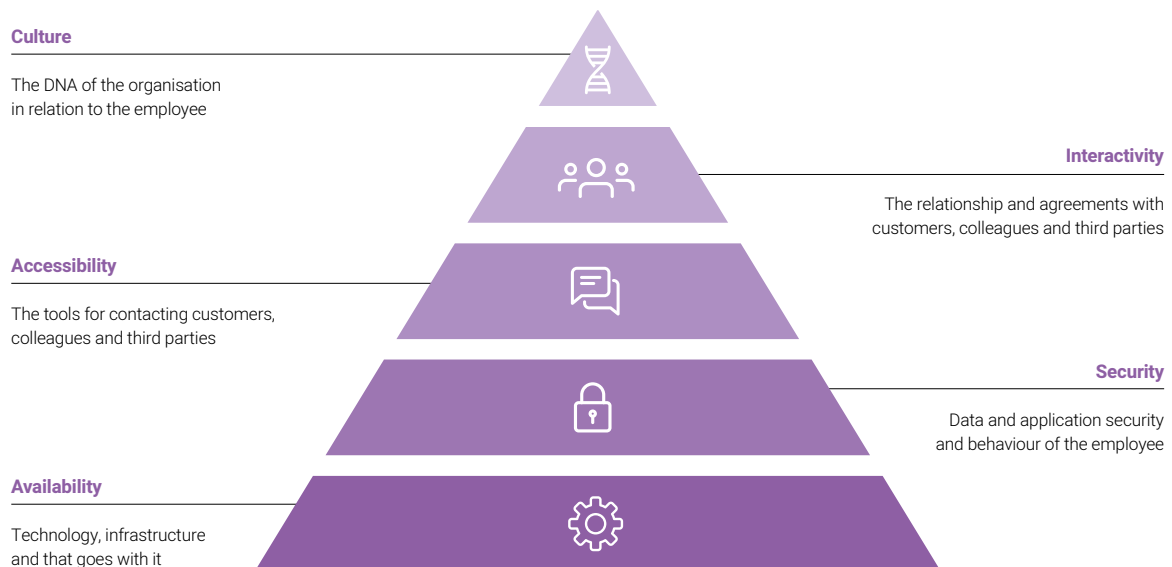 Culture
The DNA of the organisation
in relation to the employee
Interactivity
The relationship and agreements with
customers, colleagues and third parties
Accessibility
The tools for contacting customers,
colleagues and third parties
Security
Data and application security
and behaviour of the employee
Availability
Technology, infrastructure
and that goes with it